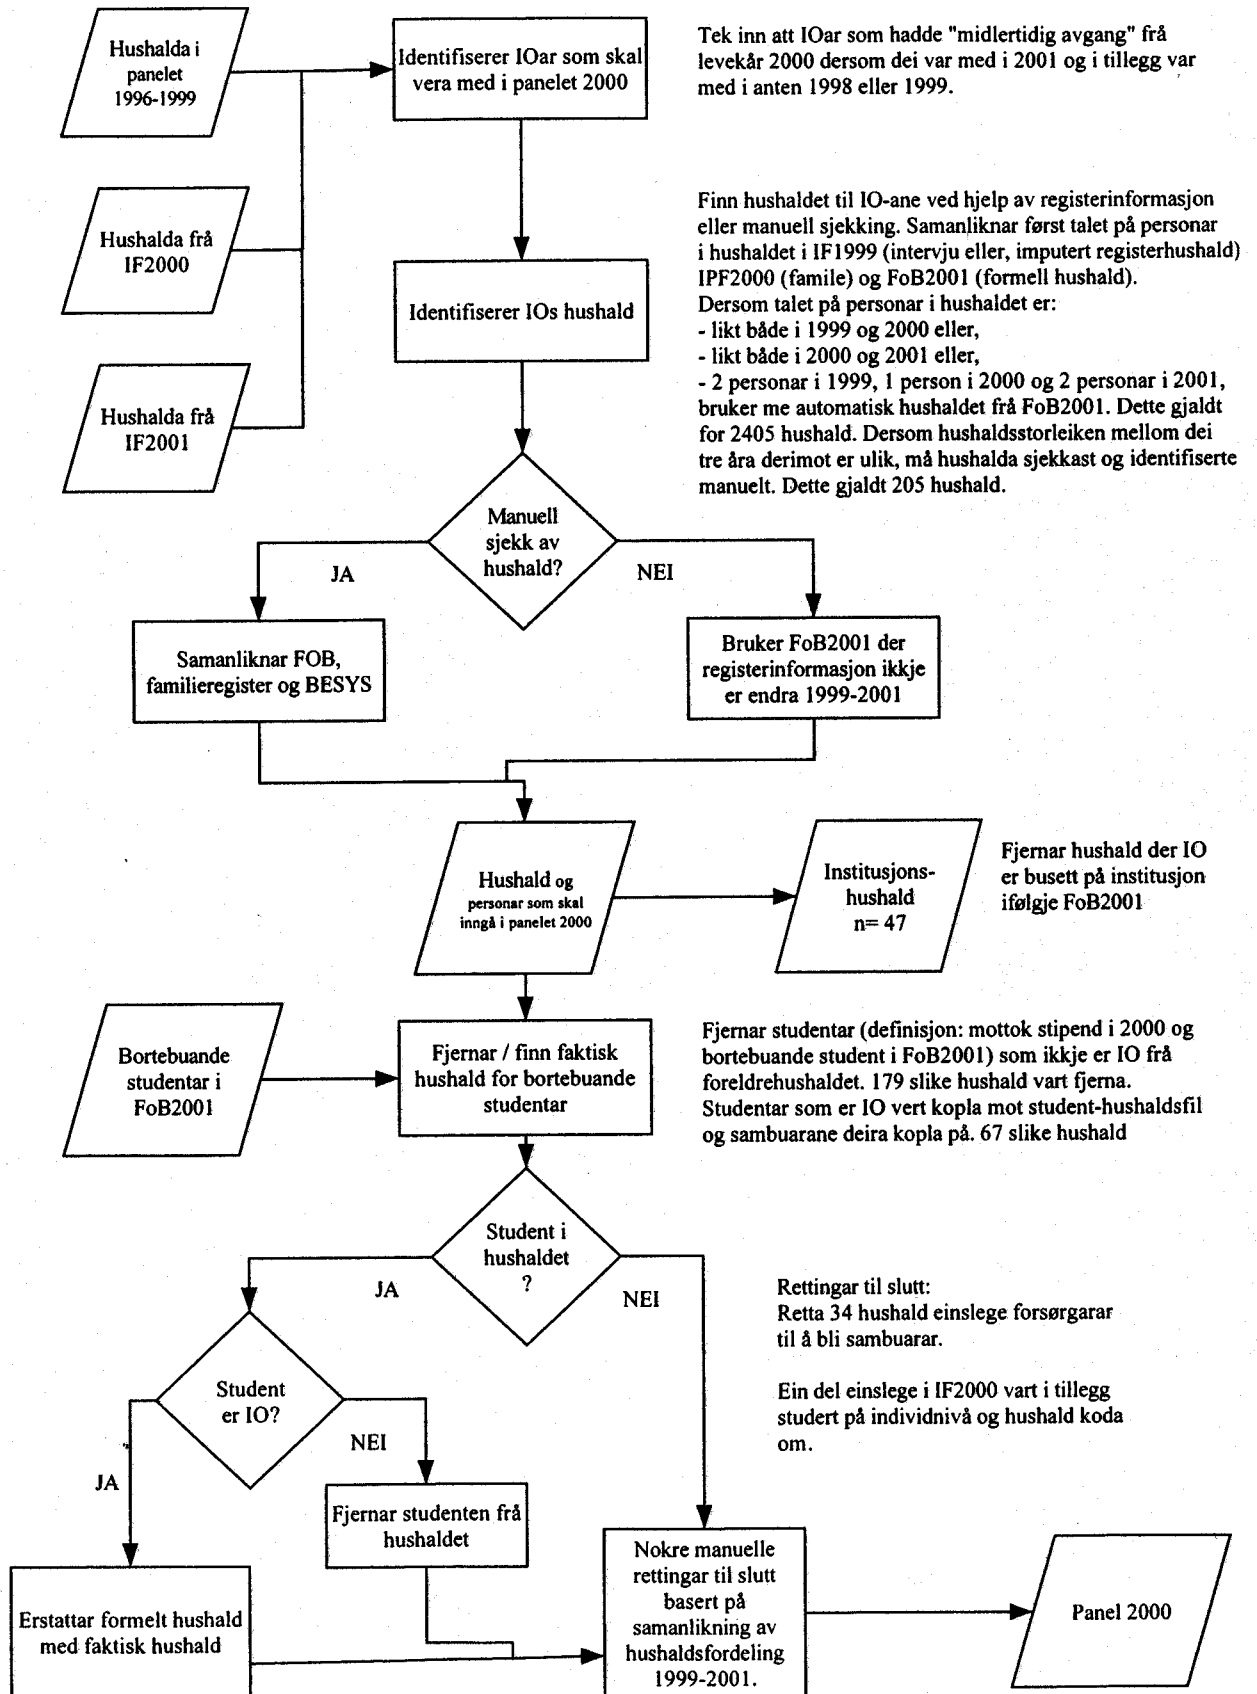 Hushalda i
panelet
1996-1999
Identifiserer IOar som skal
vera med i panelet 2000
Tek inn att IOar som hadde "midlertidig avgang" frå
levekår 2000 dersom dei var med i 2001 og i tillegg var
med i anten 1998 eller 1999.
Hushalda frå
IF2000
Hushalda frå
IF2001
Identifiserer IOs hushald
Finn hushaldet til IO-ane ved hjelp av registerinformasjon
eller manuell sjekking. Samanliknar først talet på personar
i hushaldet i IF1999 (intervju eller, imputert registerhushald)
IPF2000 (famile) og FoB2001 (formell hushald).
Dersom talet på personar i hushaldet er:
- likt både i 1999 og 2000 eller,
- likt både i 2000 og 2001 eller,
- 2 personar i 1999, 1 person i 2000 og 2 personar i 2001,
bruker me automatisk hushaldet frå FoB2001. Dette gjaldt
for 2405 hushald. Dersom hushaldsstorleiken mellom dei
tre åra derimot er ulik, må hushalda sjekkast og identifiserte
manuelt. Dette gjaldt 205 hushald.
Manuell
sjekk av
hushald?
JA
NEI
Samanliknar FOB,
familieregister og BESYS
Bruker FoB2001 der
registerinformasjon ikkje
er endra 1999-2001
Hushald og
personar som skal
inngå i panelet 2000
Institusjons-
hushald
n= 47
Fjernar hushald der IO
er busett på institusjon
ifølgje FoB2001
Bortebuande
studentar i
FoB2001
Fjernar / finn faktisk
hushald for bortebuande
studentar
Fjernar studentar (definisjon: mottok stipend i 2000 og
bortebuande student i FoB2001) som ikkje er IO frå
foreldrehushaldet. 179 slike hushald vart fjerna.
Studentar som er IO vert kopla mot student-hushaldsfil
og sambuarane deira kopla på. 67 slike hushald
Student i
hushaldet
?
JA
NEI
Rettingar til slutt:
Retta 34 hushald einslege forsørgarar
til å bli sambuarar.
Ein del einslege i IF2000 vart i tillegg
studert på individnivå og hushald koda
om.
Student
er IO?
JA
NEI
Fjernar studenten frå
hushaldet
Erstattar formelt hushald
med faktisk hushald
Nokre manuelle
rettingar til slutt
basert på
samanlikning av
hushaldsfordeling
1999-2001.
Panel 2000